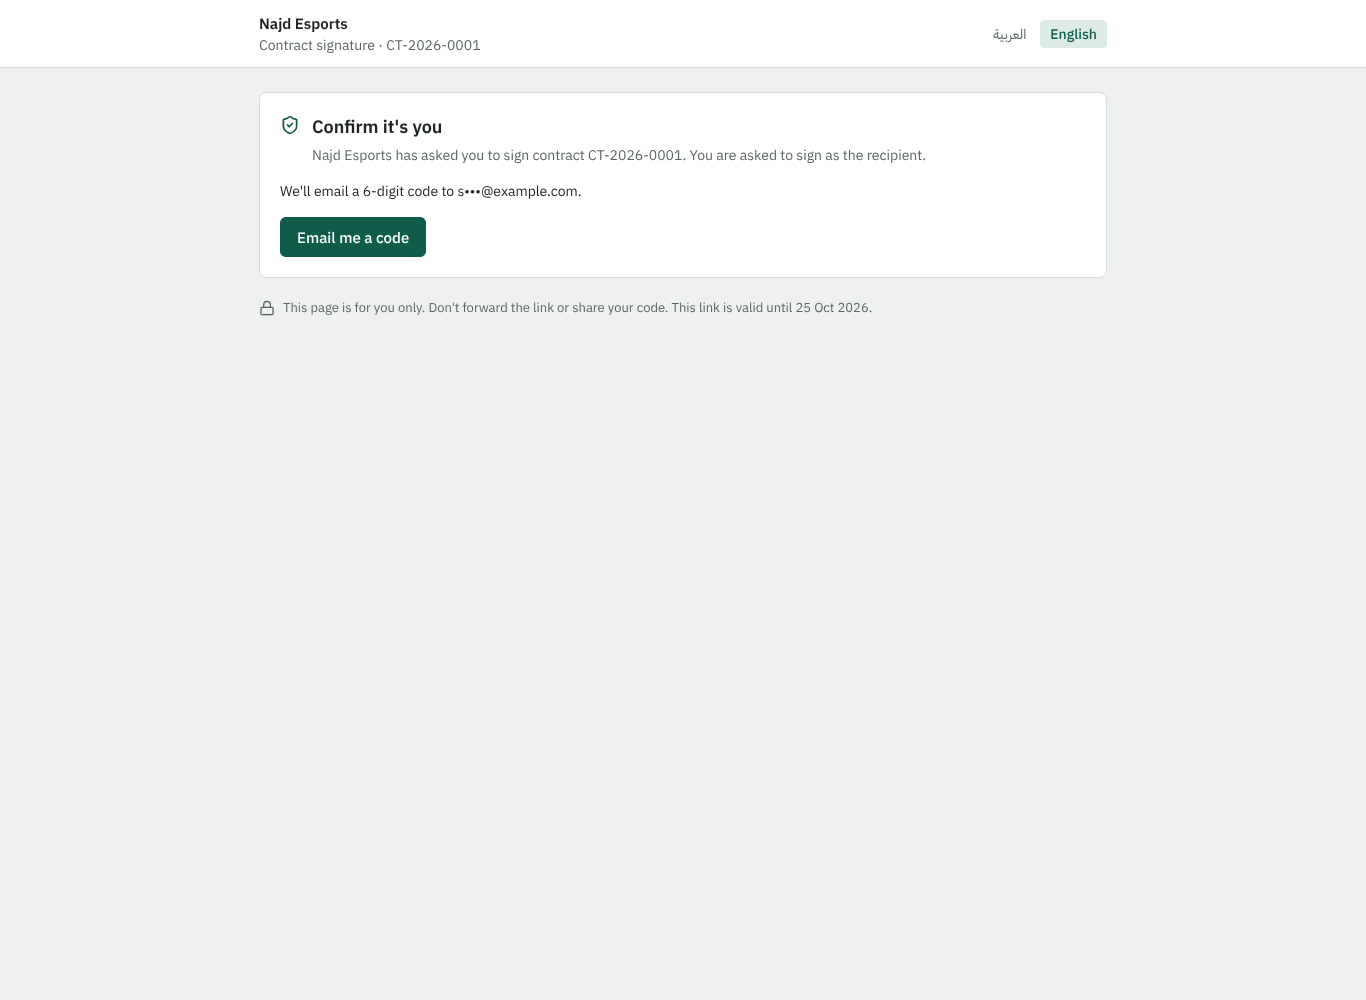 Najd Esports
Contract signature · CT-2026-0001
العربية
English
Confirm it's you
Najd Esports has asked you to sign contract CT-2026-0001. You are asked to sign as the recipient.
We'll email a 6-digit code to s•••@example.com.
Email me a code
This page is for you only. Don't forward the link or share your code. This link is valid until 25 Oct 2026.